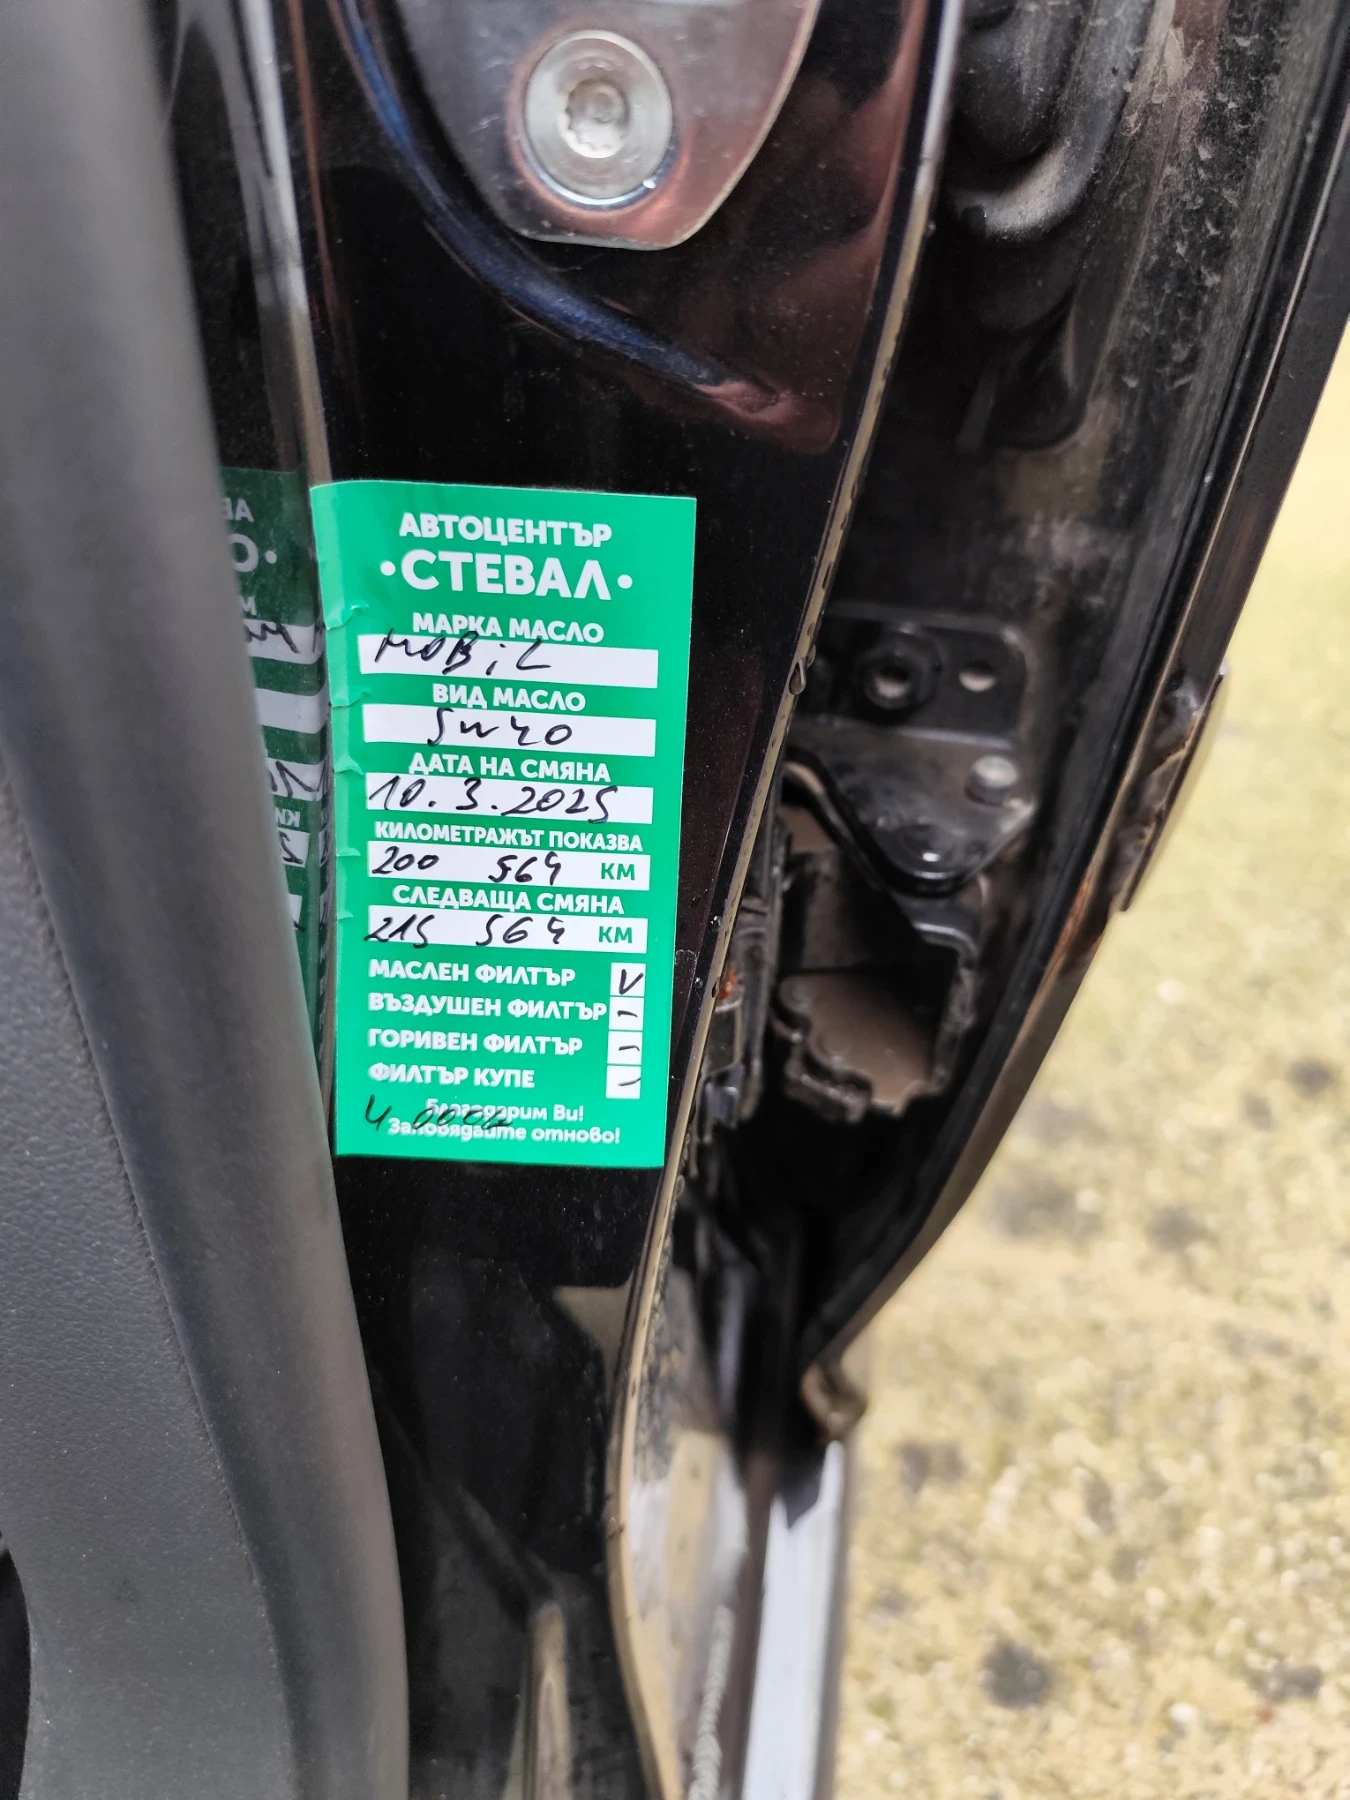 АВТОЦЕНТЪР
•СТЕВАЛ•
МАРКА МАСЛО
MOBiL
ВИД МАСЛО
5w40
ДАТА НА СМЯНА
10.3.2025
КИЛОМЕТРАЖЪТ ПОКАЗВА
200 564 КМ
СЛЕДВАЩА СМЯНА
215 564 КМ
МАСЛЕН ФИЛТЪР V
ВЪЗДУШЕН ФИЛТЪР -
ГОРИВЕН ФИЛТЪР -
ФИЛТЪР КУПЕ -
Благодарим Ви!
Заповядайте отново!